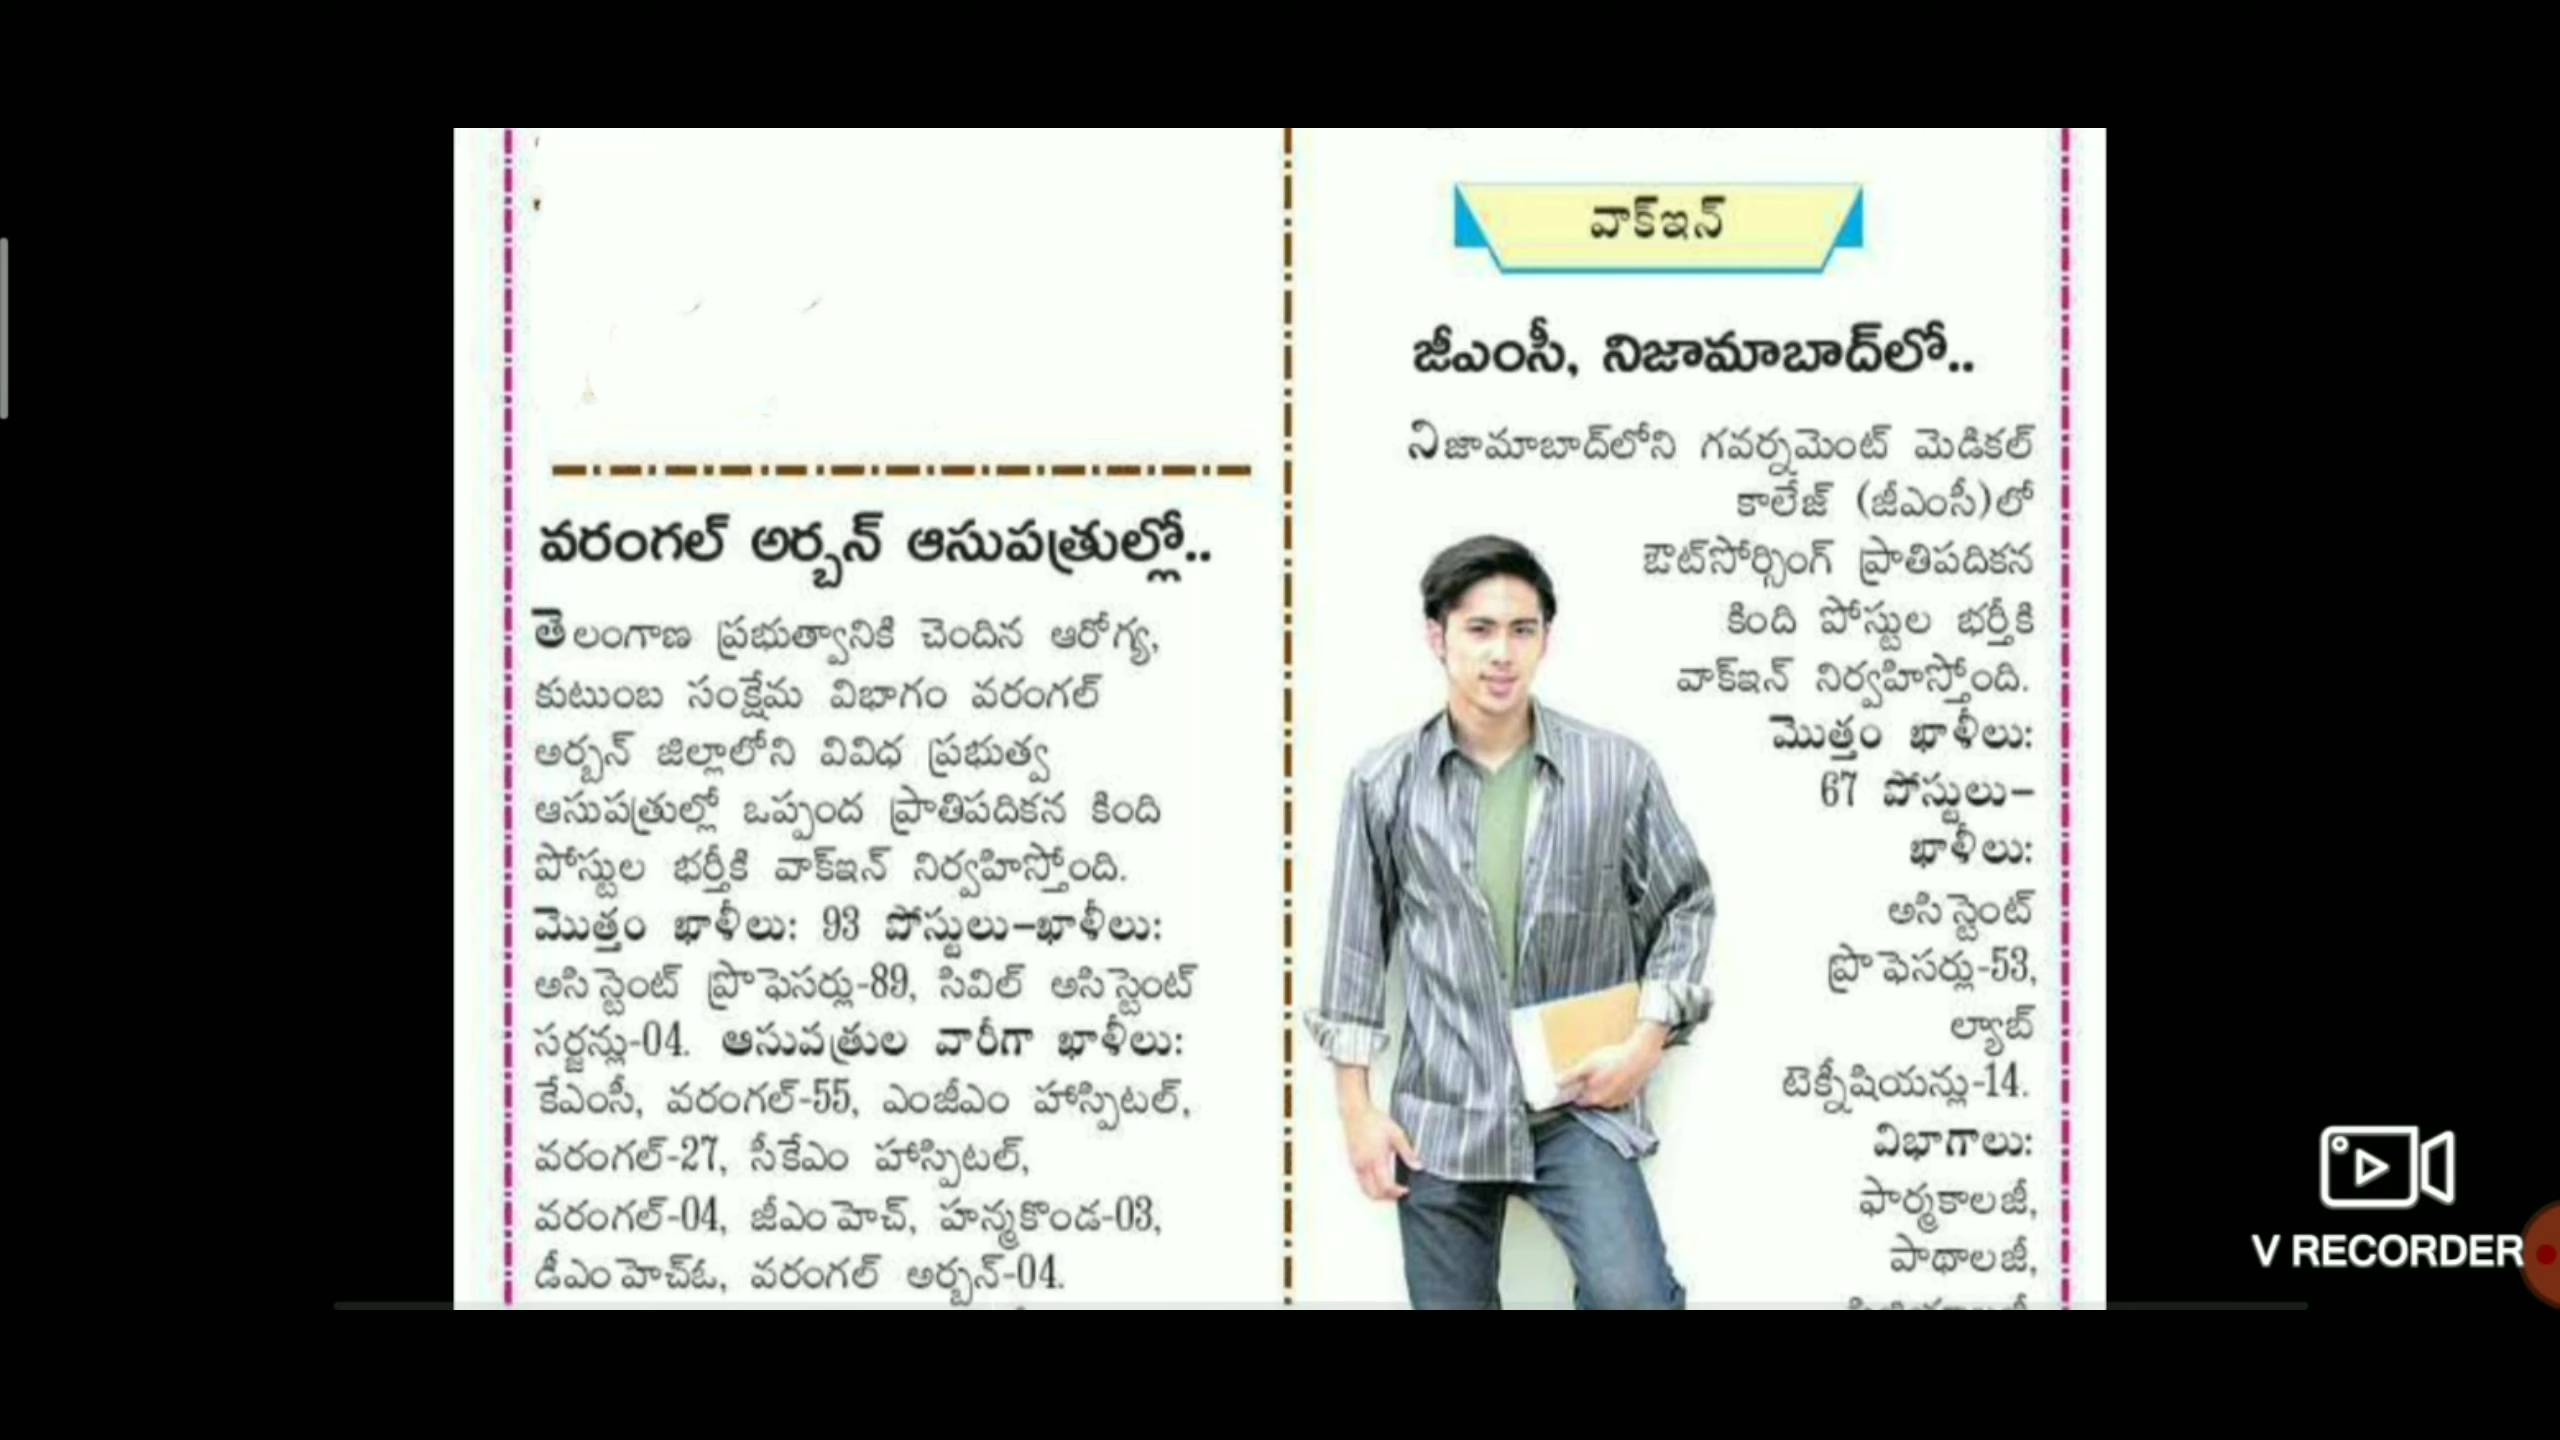 వరంగల్ అర్బన్ ఆసుపత్రుల్లో..
తెలంగాణ ప్రభుత్వానికి చెందిన ఆరోగ్య,
కుటుంబ సంక్షేమ విభాగం వరంగల్
అర్బన్ జిల్లాలోని వివిధ ప్రభుత్వ
ఆసుపత్రుల్లో ఒప్పంద ప్రాతిపదికన కింది
పోస్టుల భర్తీకి వాక్ఇన్ నిర్వహిస్తోంది.
మొత్తం ఖాళీలు: 93 పోస్టులు–ఖాళీలు:
అసిస్టెంట్ ప్రొఫెసర్లు-89, సివిల్ అసిస్టెంట్
సర్జన్లు-04. ఆసువత్రుల వారీగా ఖాళీలు:
కేఎంసీ, వరంగల్-55, ఎంజీఎం హాస్పిటల్,
వరంగల్-27, సీకేఎం హాస్పిటల్,
వరంగల్-04, జీఎంహెచ్, హన్మకొండ-03,
డీఎంహెచ్ఓ, వరంగల్ అర్బన్-04.
వాక్ఇన్
జీఎంసీ, నిజామాబాద్‌లో..
నిజామాబాద్‌లోని గవర్నమెంట్ మెడికల్
కాలేజ్ (జీఎంసీ)లో
ఔట్‌సోర్సింగ్ ప్రాతిపదికన
కింది పోస్టుల భర్తీకి
వాక్ఇన్ నిర్వహిస్తోంది.
మొత్తం ఖాళీలు:
67 పోస్టులు–
ఖాళీలు:
అసిస్టెంట్
ప్రొఫెసర్లు-53,
ల్యాబ్
టెక్నీషియన్లు-14.
విభాగాలు:
ఫార్మకాలజీ,
పాథాలజీ,
V RECORDER